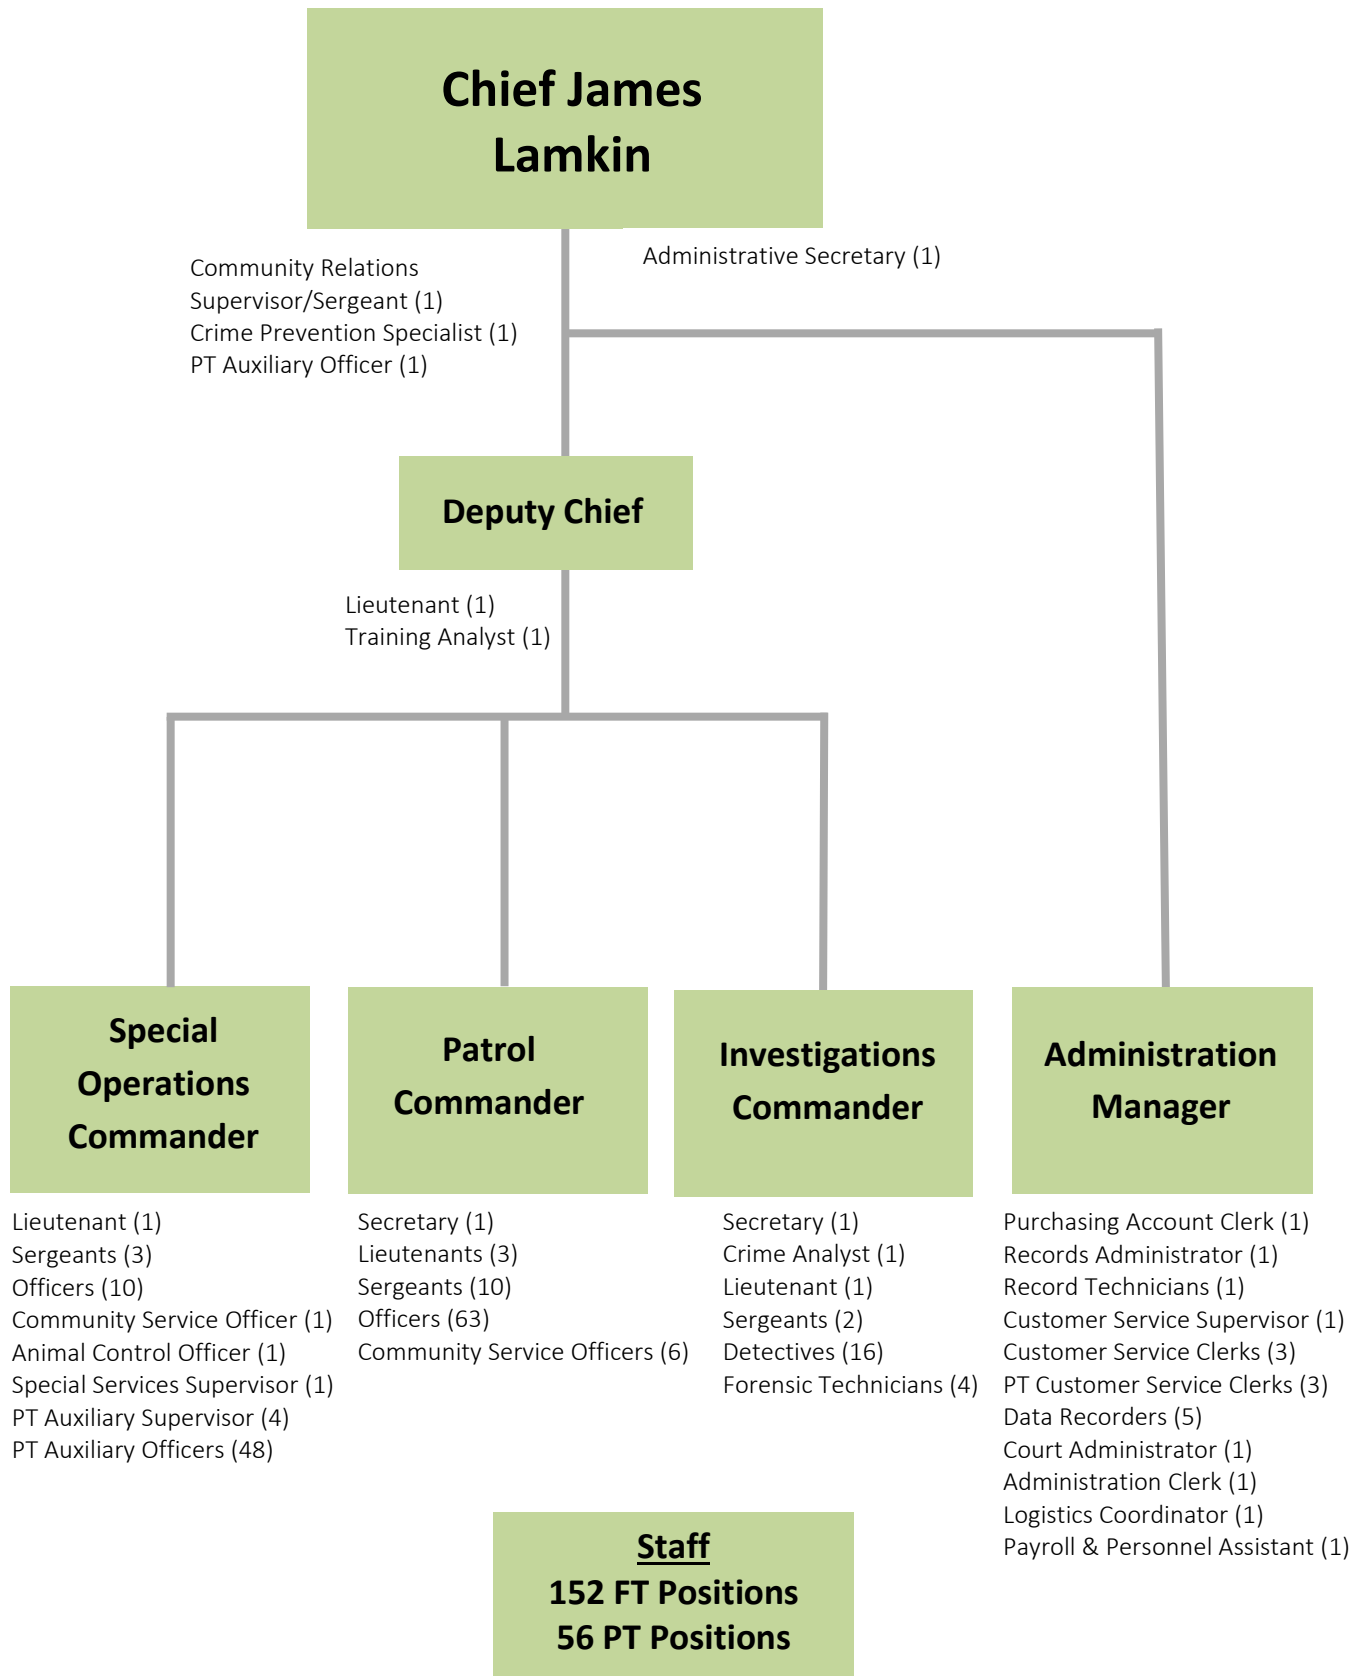 Chief James
Lamkin
Administrative Secretary (1)
Community Relations
Supervisor/Sergeant (1)
Crime Prevention Specialist (1)
PT Auxiliary Officer (1)
Deputy Chief
Lieutenant (1)
Training Analyst (1)
Special
Operations
Commander
Lieutenant (1)
Sergeants (3)
Officers (10)
Community Service Officer (1)
Animal Control Officer (1)
Special Services Supervisor (1)
PT Auxiliary Supervisor (4)
PT Auxiliary Officers (48)
Patrol
Commander
Secretary (1)
Lieutenants (3)
Sergeants (10)
Officers (63)
Community Service Officers (6)
Investigations
Commander
Secretary (1)
Crime Analyst (1)
Lieutenant (1)
Sergeants (2)
Detectives (16)
Forensic Technicians (4)
Administration
Manager
Purchasing Account Clerk (1)
Records Administrator (1)
Record Technicians (1)
Customer Service Supervisor (1)
Customer Service Clerks (3)
PT Customer Service Clerks (3)
Data Recorders (5)
Court Administrator (1)
Administration Clerk (1)
Logistics Coordinator (1)
Payroll & Personnel Assistant (1)
Staff
152 FT Positions
56 PT Positions